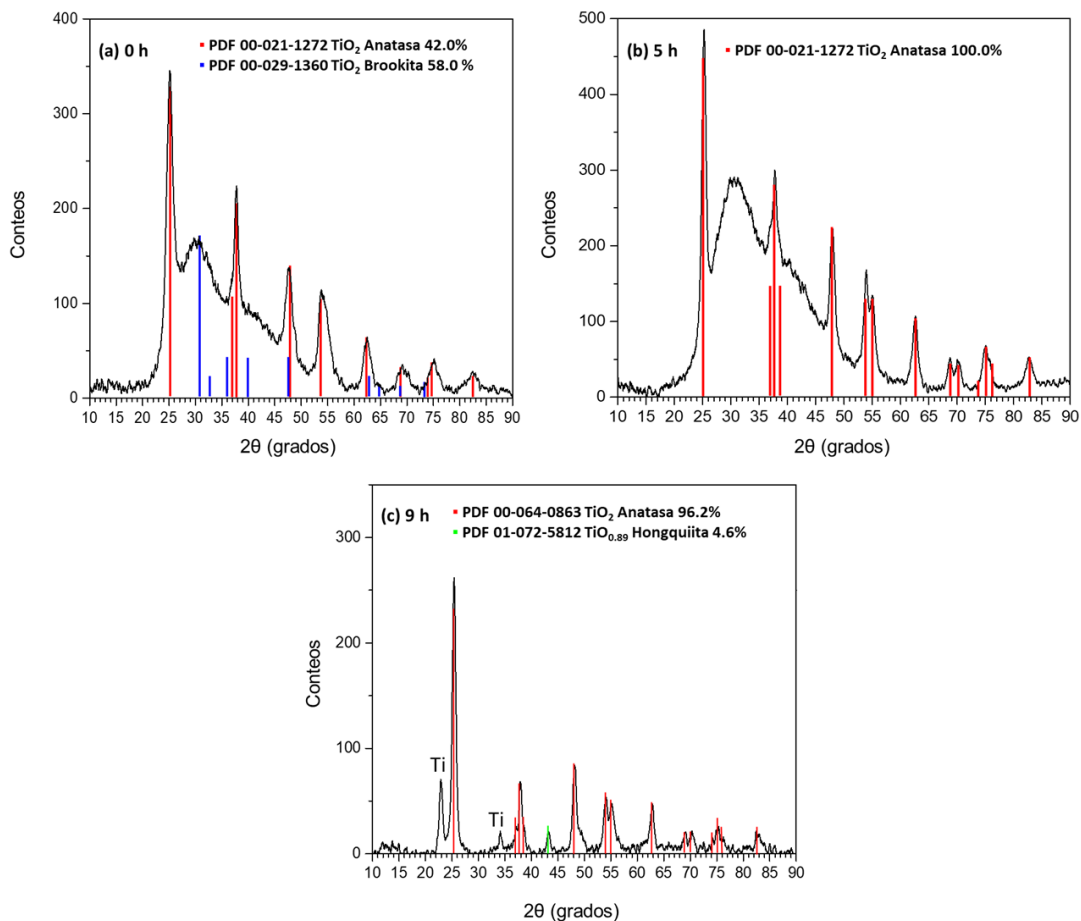 (a) 0 h
PDF 00-021-1272 TiO₂ Anatasa 42.0%
PDF 00-029-1360 TiO₂ Brookita 58.0 %
400
300
200
100
0
Conteos
10 15 20 25 30 35 40 45 50 55 60 65 70 75 80 85 90
2θ (grados)
(b) 5 h
PDF 00-021-1272 TiO₂ Anatasa 100.0%
500
400
300
200
100
0
Conteos
10 15 20 25 30 35 40 45 50 55 60 65 70 75 80 85 90
2θ (grados)
(c) 9 h
PDF 00-064-0863 TiO₂ Anatasa 96.2%
PDF 01-072-5812 TiO₀.₈₉ Hongquiita 4.6%
300
200
100
0
Conteos
Ti
Ti
10 15 20 25 30 35 40 45 50 55 60 65 70 75 80 85 90
2θ (grados)